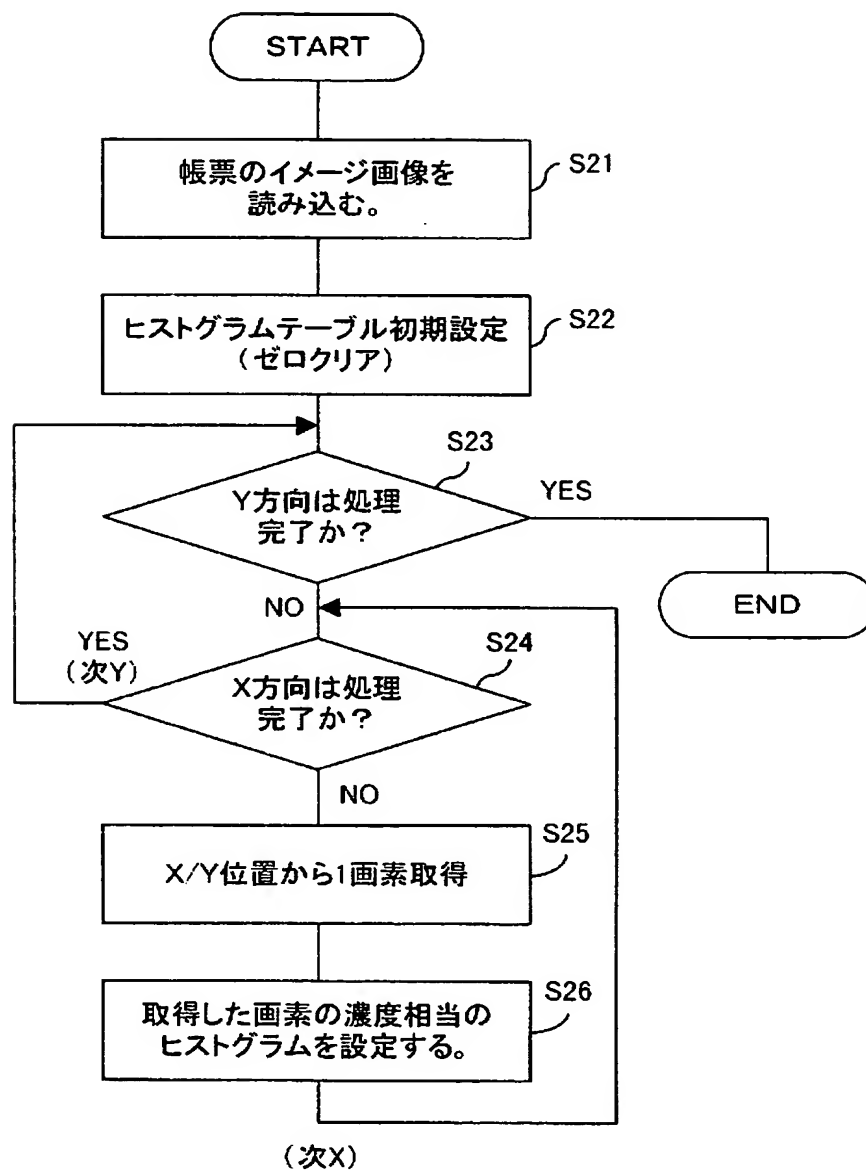 START
帳票のイメージ画像を
読み込む。
S21
ヒストグラムテーブル初期設定
(ゼロクリア)
S22
S23
Y方向は処理
完了か?
YES
END
NO
YES
(次Y)
S24
X方向は処理
完了か?
NO
S25
X/Y位置から1画素取得
S26
取得した画素の濃度相当の
ヒストグラムを設定する。
(次X)